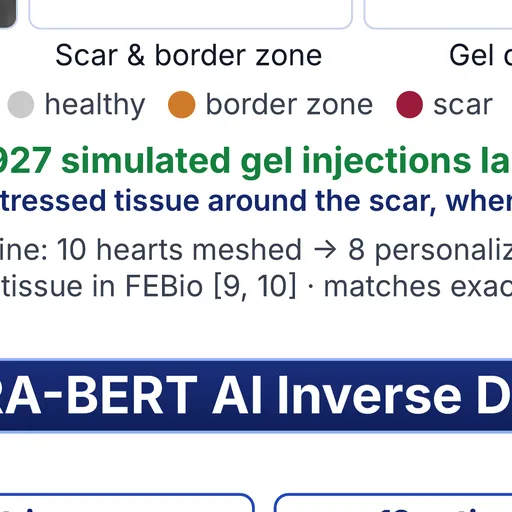 Scar & border zone Gel
healthy border zone scar
927 simulated gel injections la
tressed tissue around the scar, wher
ine: 10 hearts meshed → 8 personaliz
tissue in FEBio [9, 10] · matches exac
RA-BERT AI Inverse D